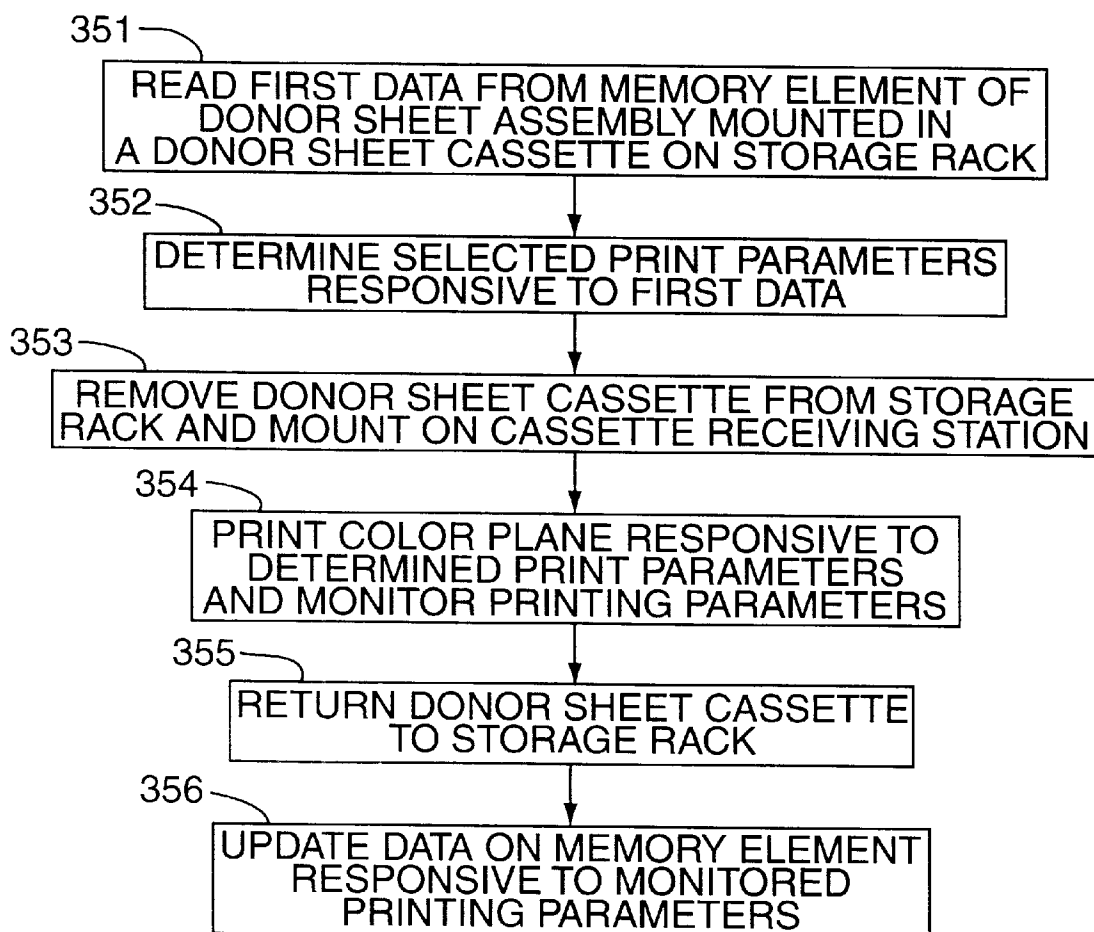 351
READ FIRST DATA FROM MEMORY ELEMENT OF
DONOR SHEET ASSEMBLY MOUNTED IN
A DONOR SHEET CASSETTE ON STORAGE RACK
352
DETERMINE SELECTED PRINT PARAMETERS
RESPONSIVE TO FIRST DATA
353
REMOVE DONOR SHEET CASSETTE FROM STORAGE
RACK AND MOUNT ON CASSETTE RECEIVING STATION
354
PRINT COLOR PLANE RESPONSIVE TO
DETERMINED PRINT PARAMETERS
AND MONITOR PRINTING PARAMETERS
355
RETURN DONOR SHEET CASSETTE
TO STORAGE RACK
356
UPDATE DATA ON MEMORY ELEMENT
RESPONSIVE TO MONITORED
PRINTING PARAMETERS